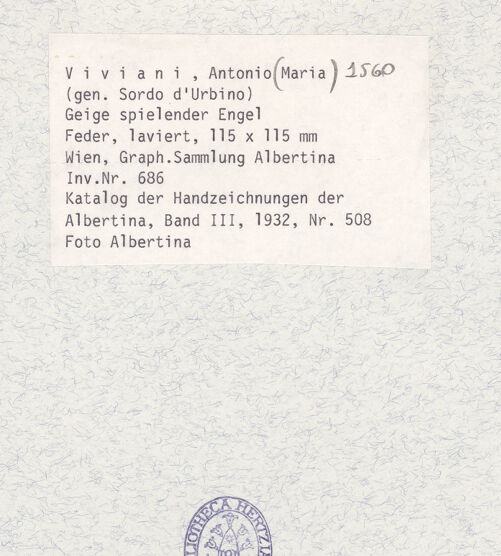 V i v i a n i , Antonio (Maria) 1560
(gen. Sordo d'Urbino)
Geige spielender Engel
Feder, laviert, 115 x 115 mm
Wien, Graph.Sammlung Albertina
Inv.Nr. 686
Katalog der Handzeichnungen der
Albertina, Band III, 1932, Nr. 508
Foto Albertina